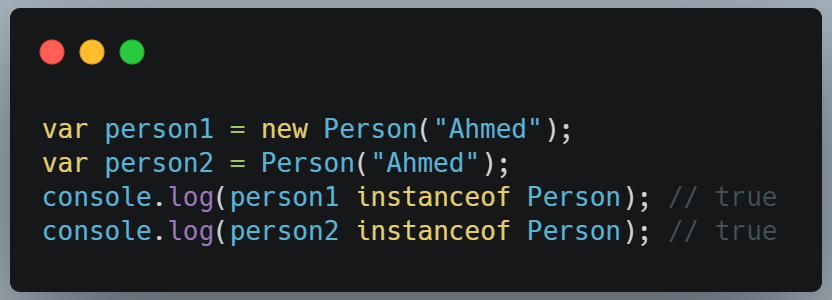 var person1 = new Person("Ahmed");
var person2 = Person("Ahmed");
console.log(person1 instanceof Person); // true
console.log(person2 instanceof Person); // true